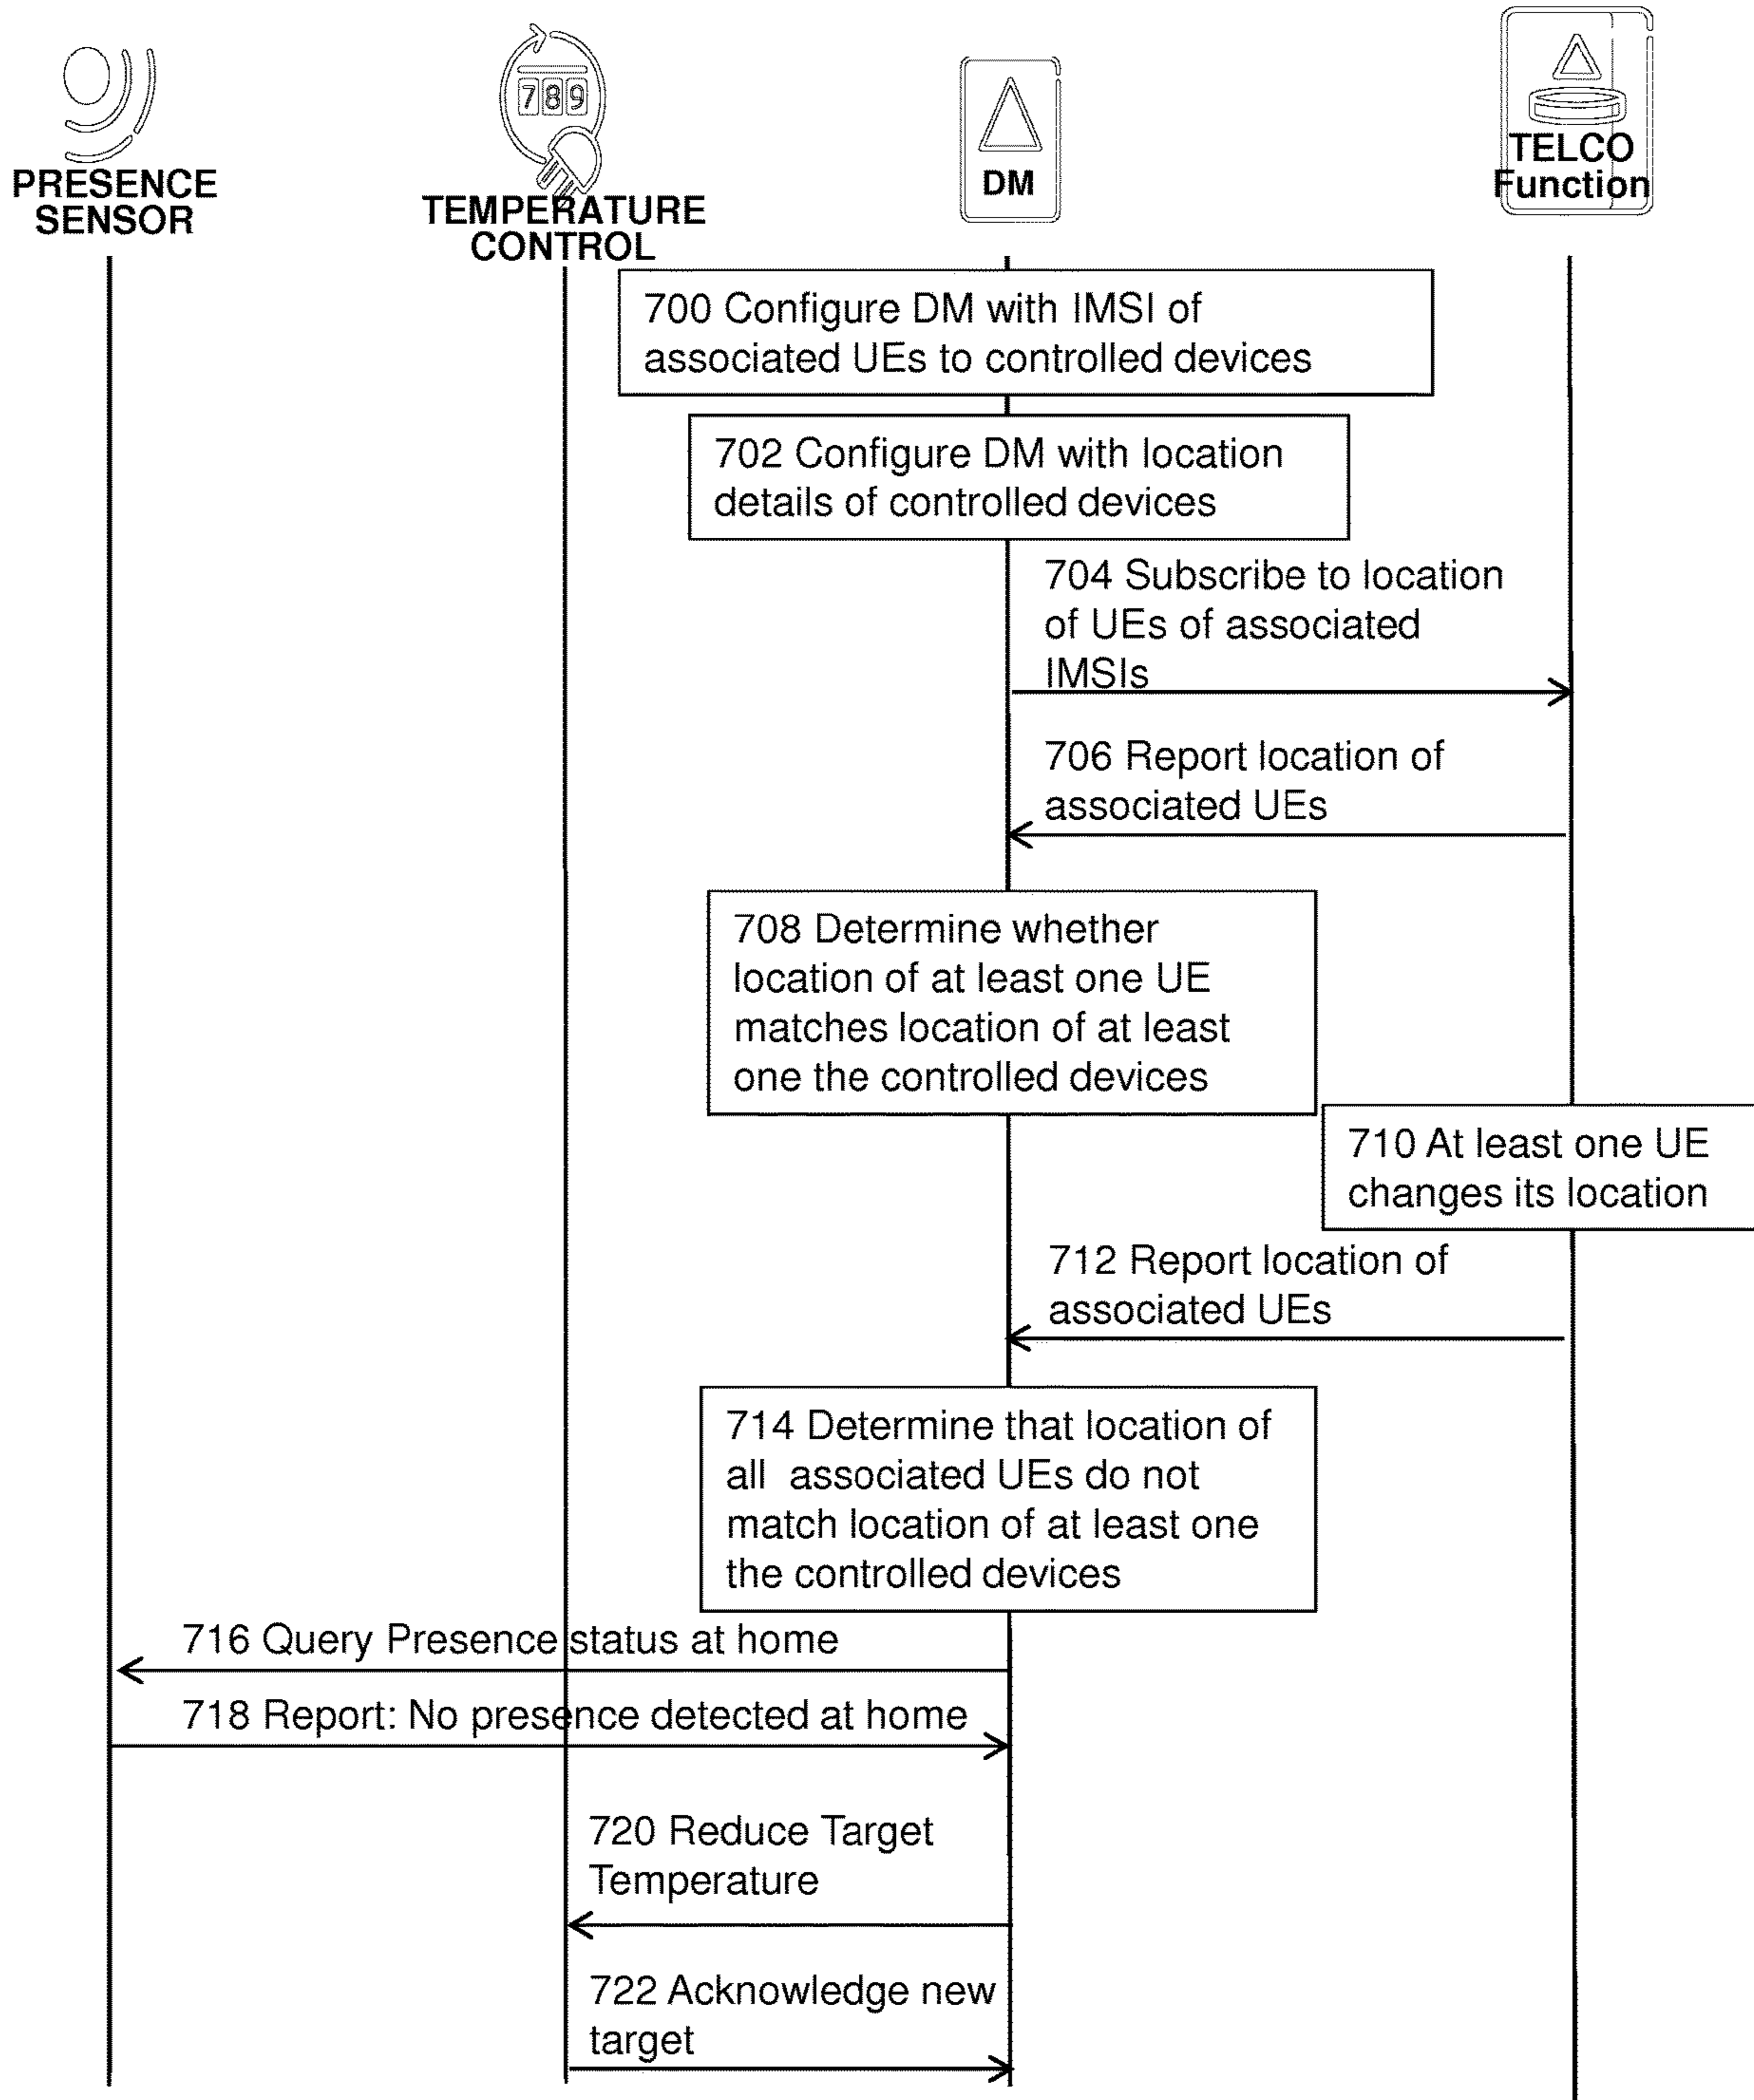 PRESENCE
SENSOR
789
TEMPERATURE
CONTROL
DM
TELCO
Function
700 Configure DM with IMSI of
associated UEs to controlled devices
702 Configure DM with location
details of controlled devices
704 Subscribe to location
of UEs of associated
IMSIs
706 Report location of
associated UEs
708 Determine whether
location of at least one UE
matches location of at least
one the controlled devices
710 At least one UE
changes its location
712 Report location of
associated UEs
714 Determine that location of
all associated UEs do not
match location of at least one
the controlled devices
716 Query Presence status at home
718 Report: No presence detected at home
720 Reduce Target
Temperature
722 Acknowledge new
target